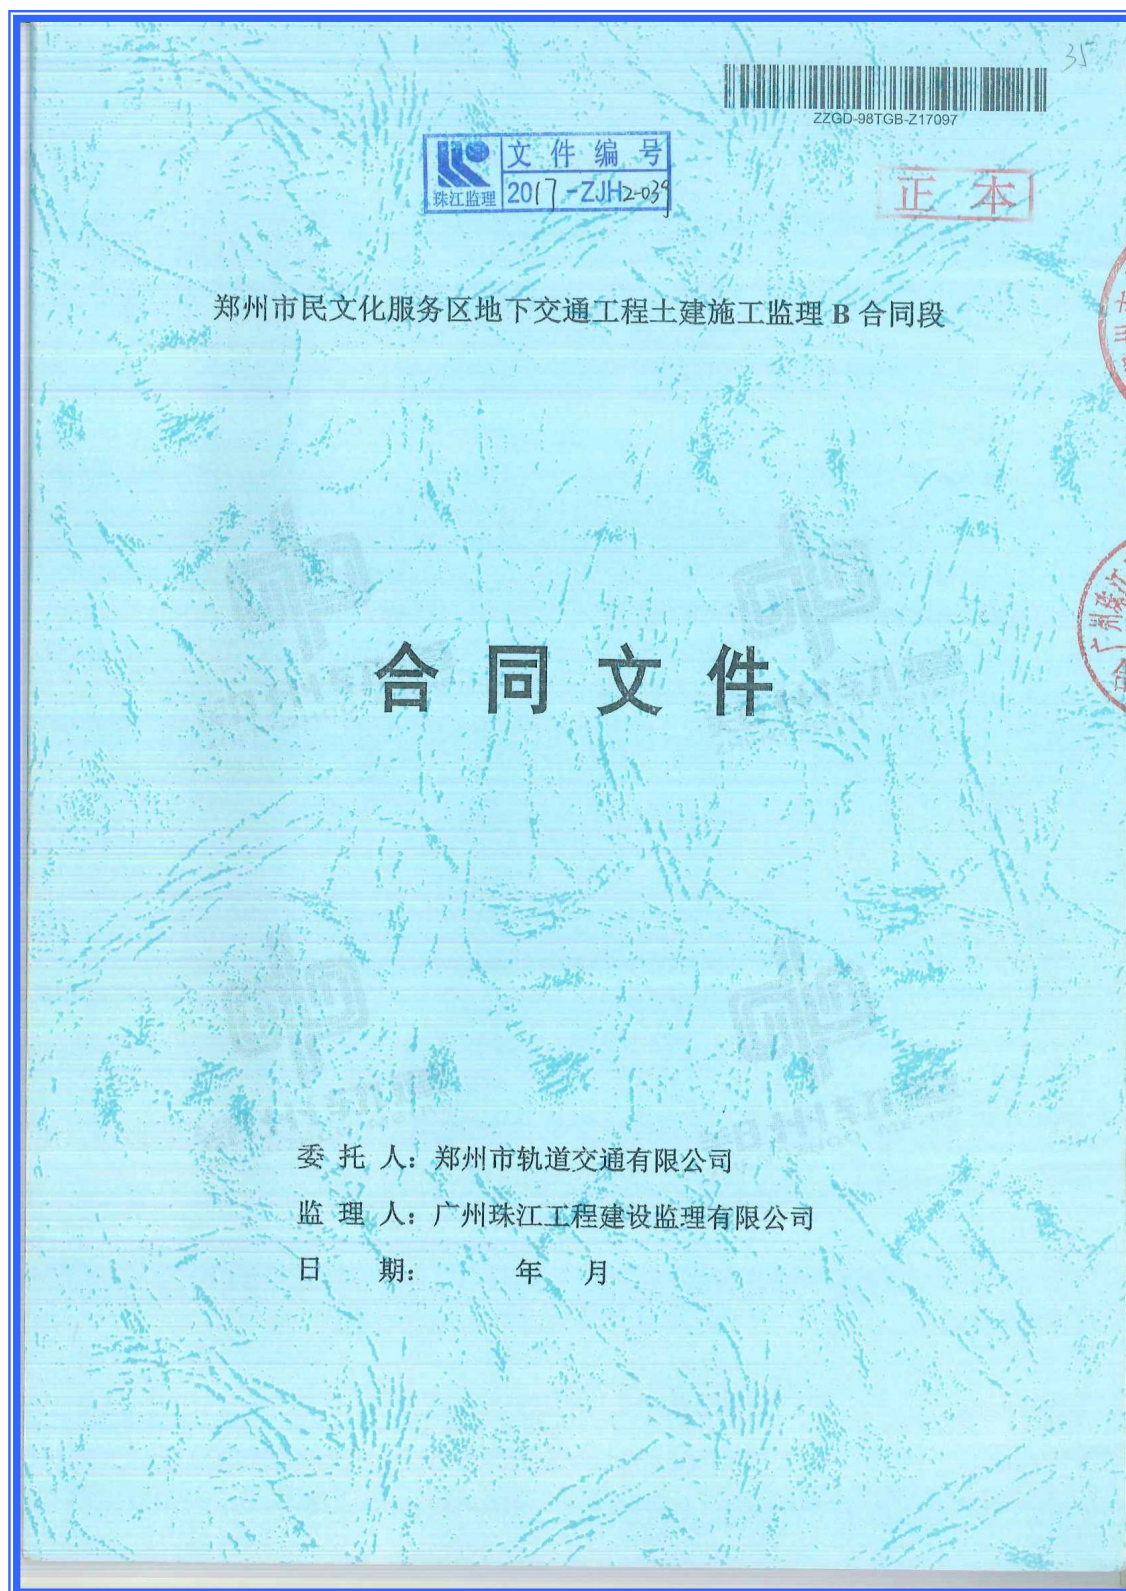 35
ZZGD-98TGB-Z17097
文件编号
珠江监理 2017-ZJH2-039
正本
郑州市民文化服务区地下交通工程土建施工监理 B 合同段
广州珠江
合同文件
委托人：郑州市轨道交通有限公司
监理人：广州珠江工程建设监理有限公司
日 期： 年 月